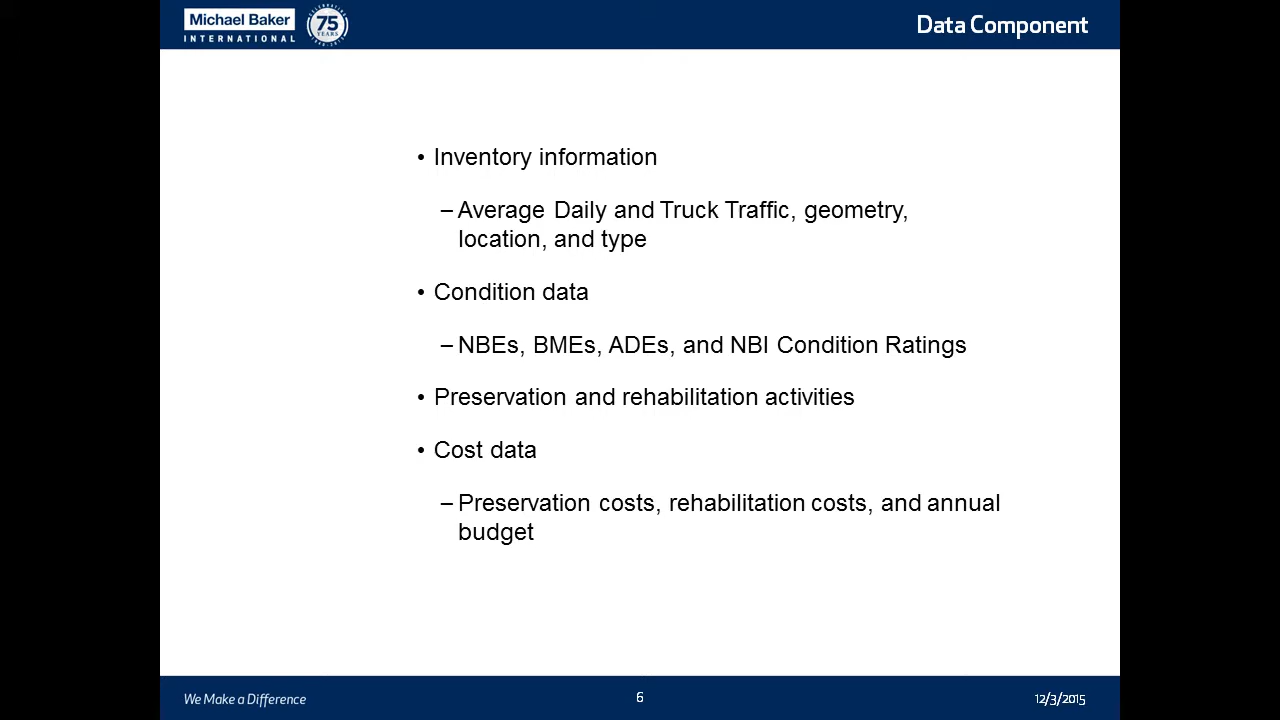 Michael Baker
INTERNATIONAL
75
YEARS
Data Component
• Inventory information
– Average Daily and Truck Traffic, geometry,
location, and type
• Condition data
– NBEs, BMEs, ADEs, and NBI Condition Ratings
• Preservation and rehabilitation activities
• Cost data
– Preservation costs, rehabilitation costs, and annual
budget
We Make a Difference
6
12/3/2015